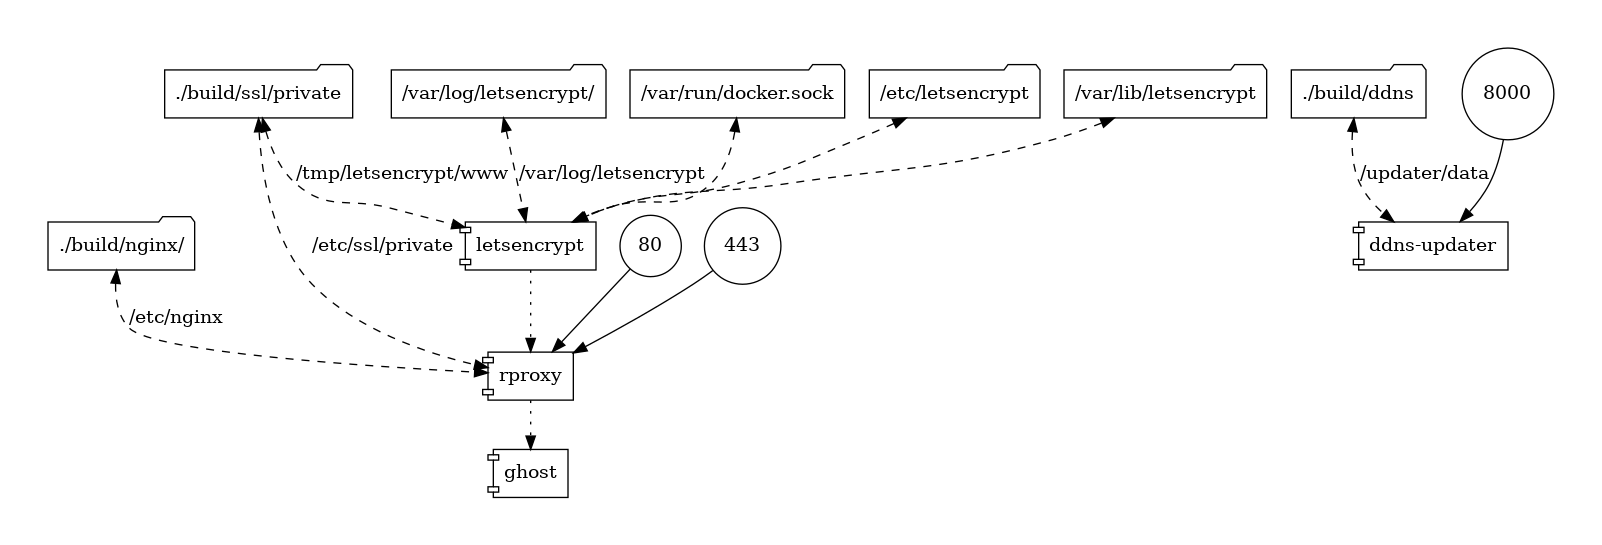 ./build/ssl/private
/var/log/letsencrypt/
/var/run/docker.sock
/etc/letsencrypt
/var/lib/letsencrypt
./build/ddns
8000
/tmp/letsencrypt/www
/var/log/letsencrypt
/updater/data
./build/nginx/
/etc/ssl/private
letsencrypt
80
443
ddns-updater
/etc/nginx
rproxy
ghost